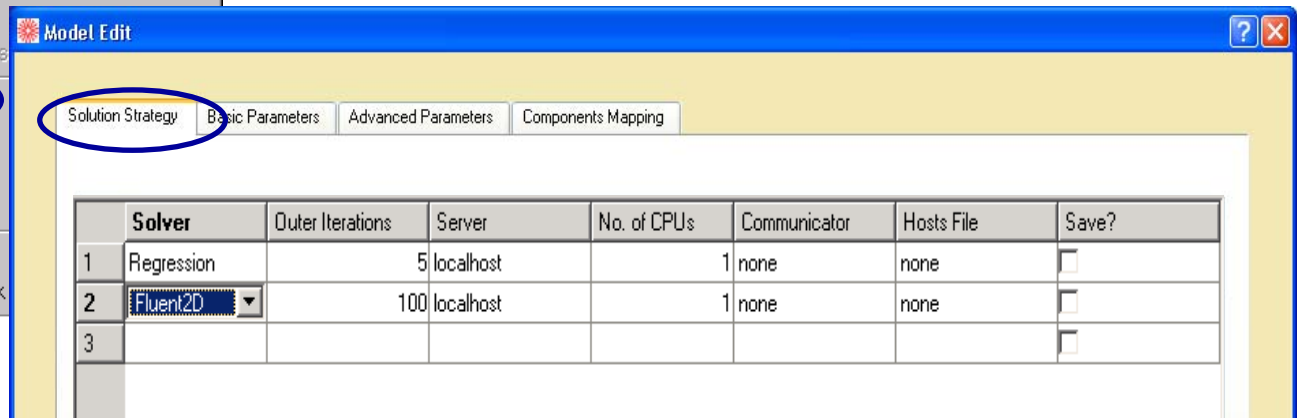 Model Edit
Solution Strategy Basic Parameters Advanced Parameters Components Mapping
Solver Outer Iterations Server No. of CPUs Communicator Hosts File Save?
1 Regression 5 localhost 1 none none
2 Fluent2D 100 localhost 1 none none
3